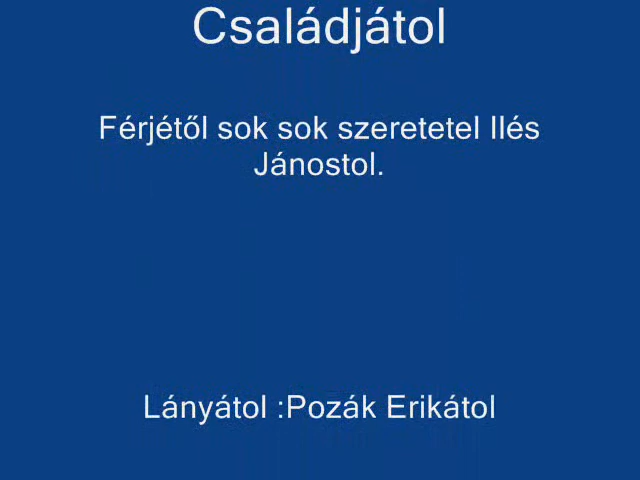 Családjátol
Férjétől sok sok szeretetel Ilés
Jánostol.
Lányátol :Pozák Erikátol